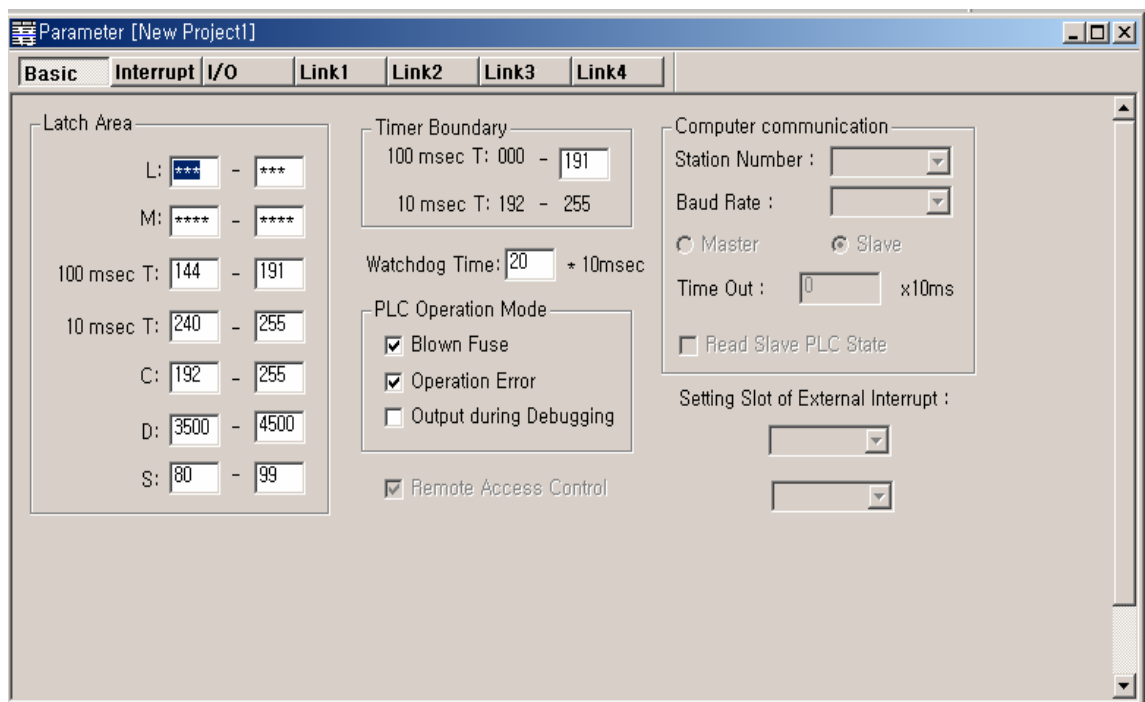 Parameter [New Project1]
Basic Interrupt I/O Link1 Link2 Link3 Link4
Latch Area
L: *** - ***
M: **** - ****
100 msec T: 144 - 191
10 msec T: 240 - 255
C: 192 - 255
D: 3500 - 4500
S: 80 - 99
Timer Boundary
100 msec T: 000 - 191
10 msec T: 192 - 255
Watchdog Time: 20 * 10msec
PLC Operation Mode
Blown Fuse
Operation Error
Output during Debugging
Remote Access Control
Computer communication
Station Number :
Baud Rate :
Master Slave
Time Out : 0 x10ms
Read Slave PLC State
Setting Slot of External Interrupt :